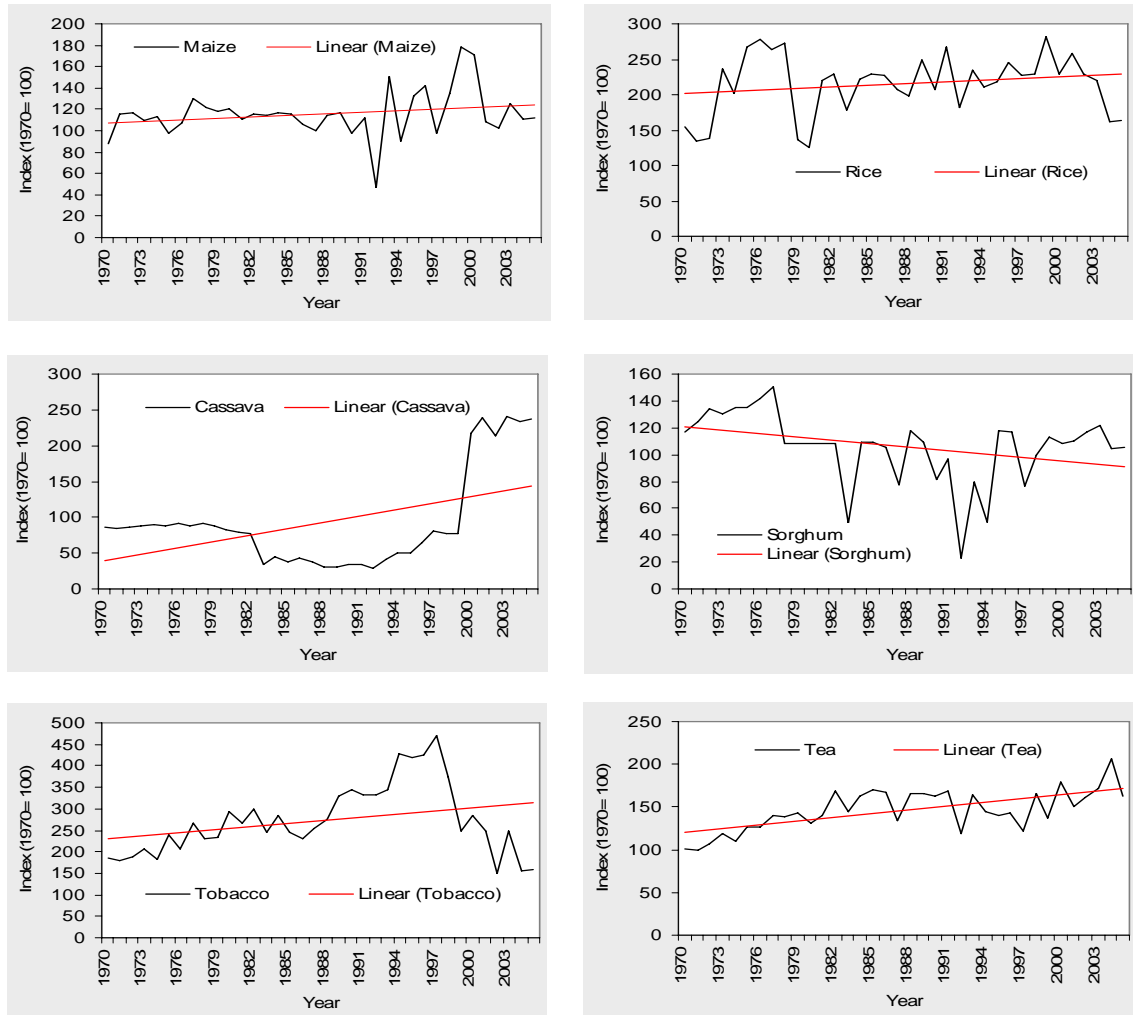 Index (1970= 100)
200
180
160
140
120
100
80
60
40
20
0
Maize Linear (Maize)
1970 1973 1976 1979 1982 1985 1988 1991 1994 1997 2000 2003
Year
Index (1970= 100)
300
250
200
150
100
50
0
Rice Linear (Rice)
1970 1973 1976 1979 1982 1985 1988 1991 1994 1997 2000 2003
Year
Index (1970= 100)
300
250
200
150
100
50
0
Cassava Linear (Cassava)
1970 1973 1976 1979 1982 1985 1988 1991 1994 1997 2000 2003
Year
Index (1970= 100)
160
140
120
100
80
60
40
20
0
Sorghum
Linear (Sorghum)
1970 1973 1976 1979 1982 1985 1988 1991 1994 1997 2000 2003
Year
Index (1970= 100)
500
450
400
350
300
250
200
150
100
50
0
Tobacco Linear (Tobacco)
1970 1973 1976 1979 1982 1985 1988 1991 1994 1997 2000 2003
Year
Index (1970= 100)
250
200
150
100
50
0
Tea Linear (Tea)
1970 1973 1976 1979 1982 1985 1988 1991 1994 1997 2000 2003
Year